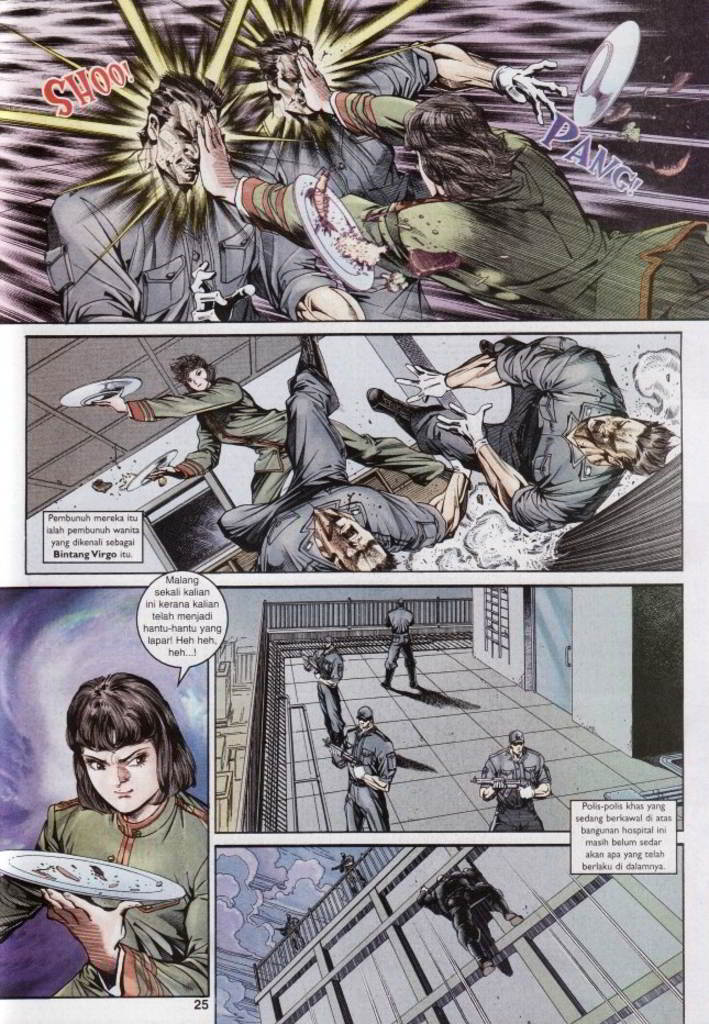 SHOO!
PANG!
Pembunuh mereka itu
ialah pembunuh wanita
yang dikenali sebagai
Bintang Virgo itu.
Malang
sekali kalian
ini kerana kalian
telah menjadi
hantu-hantu yang
lapar! Heh heh,
heh...!
Polis-polis khas yang
sedang berkawal di atas
bangunan hospital ini
masih belum sedar
akan apa yang telah
berlaku di dalamnya.
25